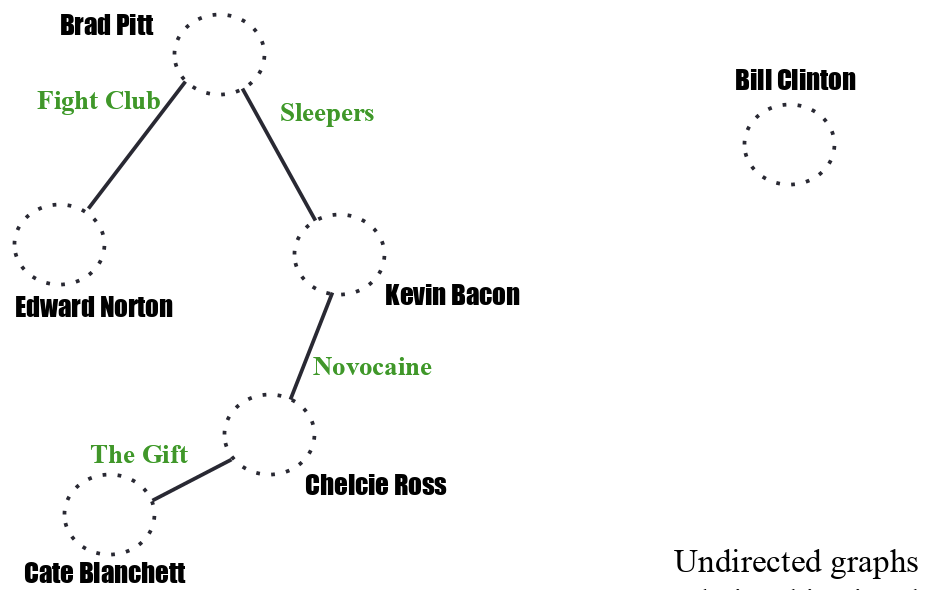 Brad Pitt
Bill Clinton
Fight Club
Sleepers
Edward Norton
Kevin Bacon
Novocaine
The Gift
Chelcie Ross
Undirected graphs
Cate Blanchett